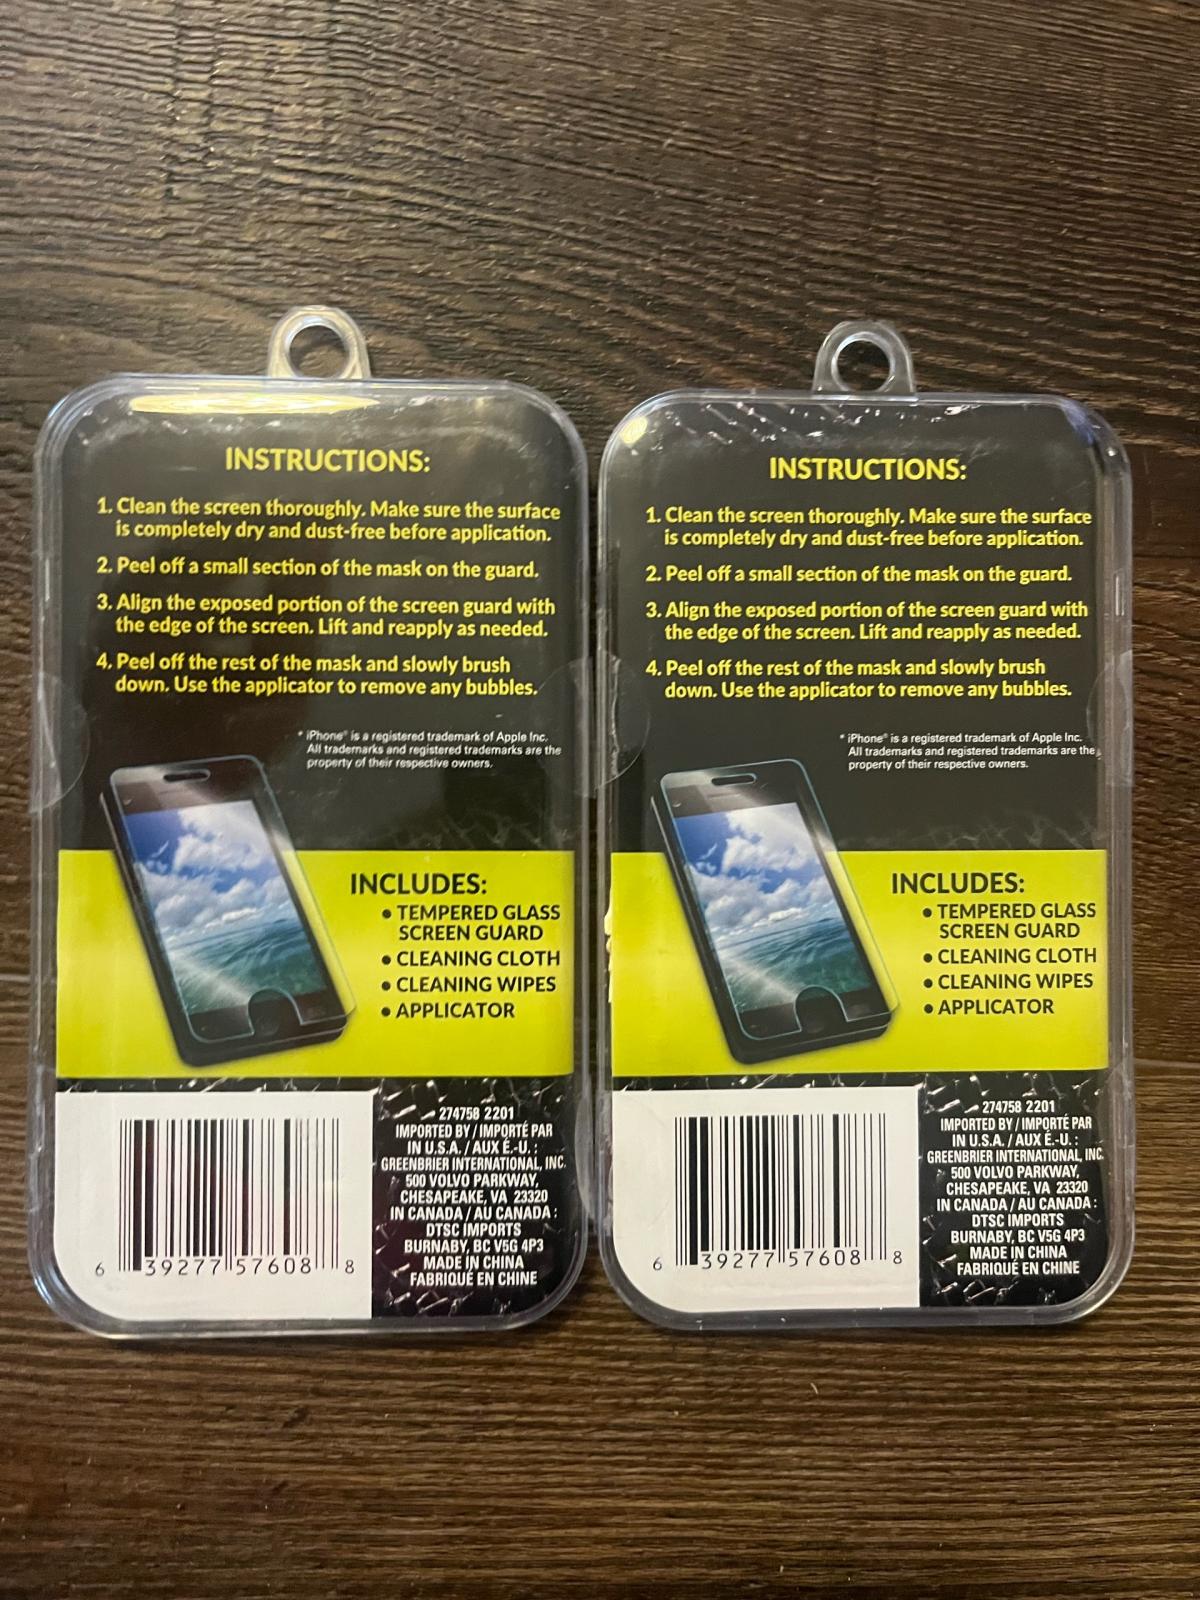 INSTRUCTIONS:
1. Clean the screen thoroughly. Make sure the surface
is completely dry and dust-free before application.
2. Peel off a small section of the mask on the guard.
3. Align the exposed portion of the screen guard with
the edge of the screen. Lift and reapply as needed.
4. Peel off the rest of the mask and slowly brush
down. Use the applicator to remove any bubbles.
* iPhone® is a registered trademark of Apple Inc.
All trademarks and registered trademarks are the
property of their respective owners.
INCLUDES:
• TEMPERED GLASS
SCREEN GUARD
• CLEANING CLOTH
• CLEANING WIPES
• APPLICATOR
274758 2201
IMPORTED BY / IMPORTÉ PAR
IN U.S.A. / AUX É.-U. :
GREENBRIER INTERNATIONAL, INC.
500 VOLVO PARKWAY,
CHESAPEAKE, VA 23320
IN CANADA / AU CANADA :
DTSC IMPORTS
BURNABY, BC V5G 4P3
MADE IN CHINA
FABRIQUÉ EN CHINE
6 39277 57608 8
INSTRUCTIONS:
1. Clean the screen thoroughly. Make sure the surface
is completely dry and dust-free before application.
2. Peel off a small section of the mask on the guard.
3. Align the exposed portion of the screen guard with
the edge of the screen. Lift and reapply as needed.
4. Peel off the rest of the mask and slowly brush
down. Use the applicator to remove any bubbles.
* iPhone® is a registered trademark of Apple Inc.
All trademarks and registered trademarks are the
property of their respective owners.
INCLUDES:
• TEMPERED GLASS
SCREEN GUARD
• CLEANING CLOTH
• CLEANING WIPES
• APPLICATOR
274758 2201
IMPORTED BY / IMPORTÉ PAR
IN U.S.A. / AUX É.-U. :
GREENBRIER INTERNATIONAL, INC.
500 VOLVO PARKWAY,
CHESAPEAKE, VA 23320
IN CANADA / AU CANADA :
DTSC IMPORTS
BURNABY, BC V5G 4P3
MADE IN CHINA
FABRIQUÉ EN CHINE
6 39277 57608 8